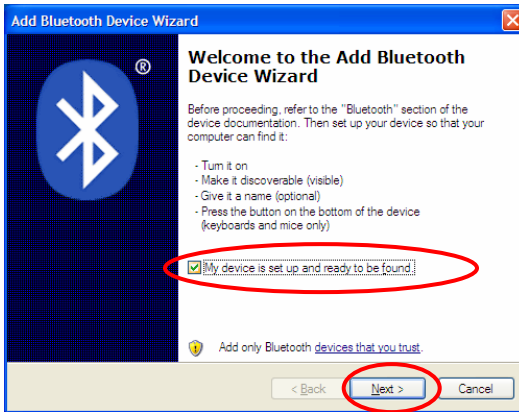 Add Bluetooth Device Wizard
®
Welcome to the Add Bluetooth
Device Wizard
Before proceeding, refer to the "Bluetooth" section of the
device documentation. Then set up your device so that your
computer can find it:
- Turn it on
- Make it discoverable (visible)
- Give it a name (optional)
- Press the button on the bottom of the device
(keyboards and mice only)
My device is set up and ready to be found.
Add only Bluetooth devices that you trust.
< Back Next > Cancel